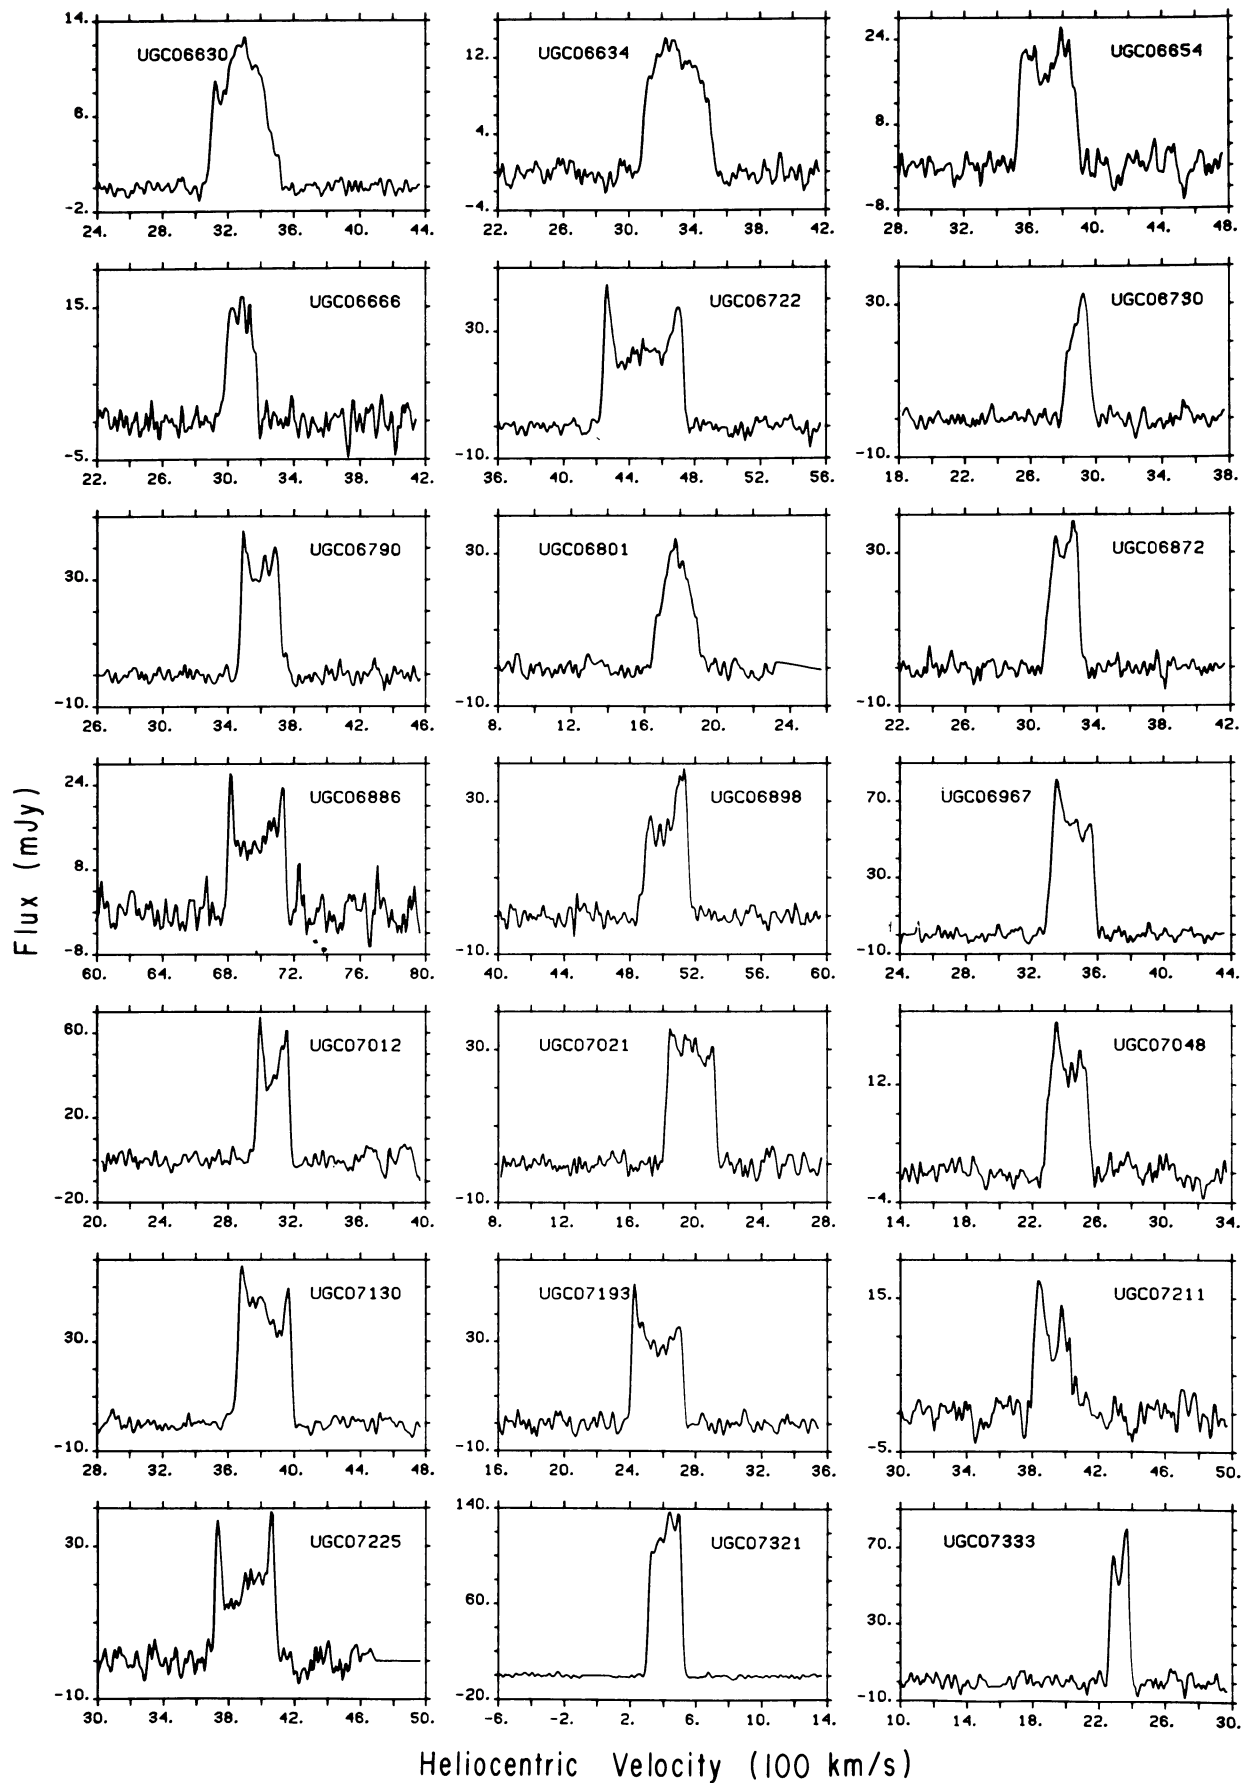 14. 6. -2. UGC06630 24. 28. 32. 36. 40. 44.
12. 4. -4. UGC06634 22. 26. 30. 34. 38. 42.
24. 8. -8. UGC06654 28. 32. 36. 40. 44. 48.
15. -5. UGC06666 22. 26. 30. 34. 38. 42.
30. -10. UGC06722 36. 40. 44. 48. 52. 56.
30. -10. UGC06730 18. 22. 26. 30. 34. 38.
30. -10. UGC06790 26. 30. 34. 38. 42. 46.
30. -10. UGC06801 8. 12. 16. 20. 24.
30. -10. UGC06872 22. 26. 30. 34. 38. 42.
24. 8. -8. UGC06886 60. 64. 68. 72. 76. 80.
30. -10. UGC06898 40. 44. 48. 52. 56. 60.
70. 30. -10. UGC06967 24. 28. 32. 36. 40. 44.
60. 20. -20. UGC07012 20. 24. 28. 32. 36. 40.
30. -10. UGC07021 8. 12. 16. 20. 24. 28.
12. -4. UGC07048 14. 18. 22. 26. 30. 34.
30. -10. UGC07130 28. 32. 36. 40. 44. 48.
30. -10. UGC07193 16. 20. 24. 28. 32. 36.
15. -5. UGC07211 30. 34. 38. 42. 46. 50.
30. -10. UGC07225 30. 34. 38. 42. 46. 50.
140. 60. -20. UGC07321 -6. -2. 2. 6. 10. 14.
70. 30. -10. UGC07333 10. 14. 18. 22. 26. 30.
Flux (mJy)
Heliocentric Velocity (100 km/s)